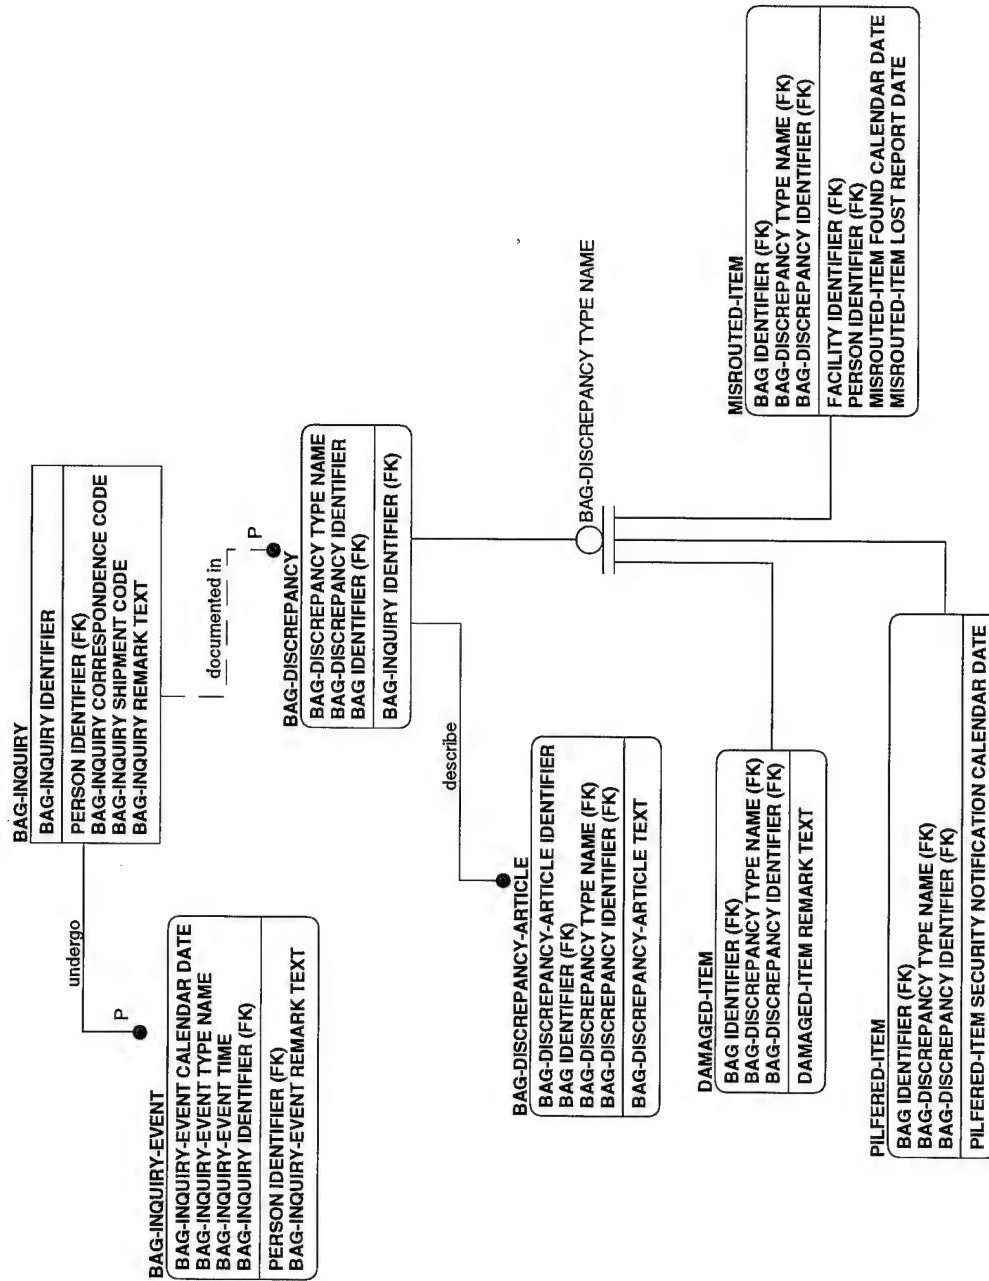 BAG-INQUIRY
BAG-INQUIRY IDENTIFIER
PERSON IDENTIFIER (FK)
BAG-INQUIRY CORRESPONDENCE CODE
BAG-INQUIRY SHIPMENT CODE
BAG-INQUIRY REMARK TEXT
undergo
P
BAG-INQUIRY-EVENT
BAG-INQUIRY-EVENT CALENDAR DATE
BAG-INQUIRY-EVENT TYPE NAME
BAG-INQUIRY-EVENT TIME
BAG-INQUIRY IDENTIFIER (FK)
PERSON IDENTIFIER (FK)
BAG-INQUIRY-EVENT REMARK TEXT
documented in
P
BAG-DISCREPANCY
BAG-DISCREPANCY TYPE NAME
BAG-DISCREPANCY IDENTIFIER
BAG IDENTIFIER (FK)
BAG-INQUIRY IDENTIFIER (FK)
describe
BAG-DISCREPANCY-ARTICLE
BAG-DISCREPANCY-ARTICLE IDENTIFIER
BAG IDENTIFIER (FK)
BAG-DISCREPANCY TYPE NAME (FK)
BAG-DISCREPANCY IDENTIFIER (FK)
BAG-DISCREPANCY-ARTICLE TEXT
BAG-DISCREPANCY TYPE NAME
DAMAGED-ITEM
BAG IDENTIFIER (FK)
BAG-DISCREPANCY TYPE NAME (FK)
BAG-DISCREPANCY IDENTIFIER (FK)
DAMAGED-ITEM REMARK TEXT
MISROUTED-ITEM
BAG IDENTIFIER (FK)
BAG-DISCREPANCY TYPE NAME (FK)
BAG-DISCREPANCY IDENTIFIER (FK)
FACILITY IDENTIFIER (FK)
PERSON IDENTIFIER (FK)
MISROUTED-ITEM FOUND CALENDAR DATE
MISROUTED-ITEM LOST REPORT DATE
PILFERED-ITEM
BAG IDENTIFIER (FK)
BAG-DISCREPANCY TYPE NAME (FK)
BAG-DISCREPANCY IDENTIFIER (FK)
PILFERED-ITEM SECURITY NOTIFICATION CALENDAR DATE